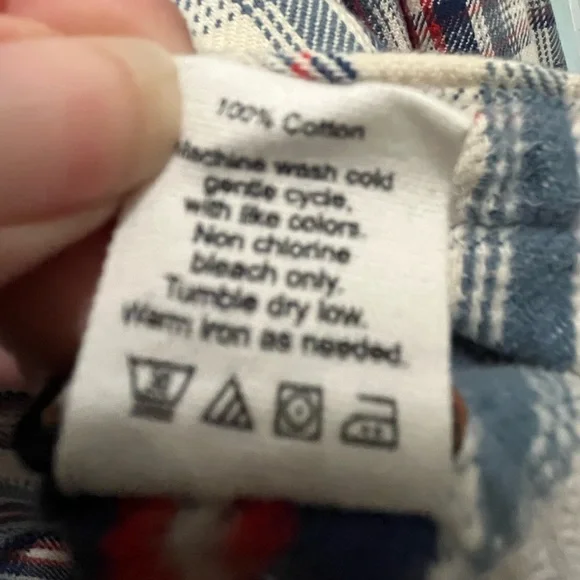 100% Cotton
Machine wash cold
gentle cycle,
with like colors.
Non chlorine
bleach only.
Tumble dry low.
Warm iron as needed.